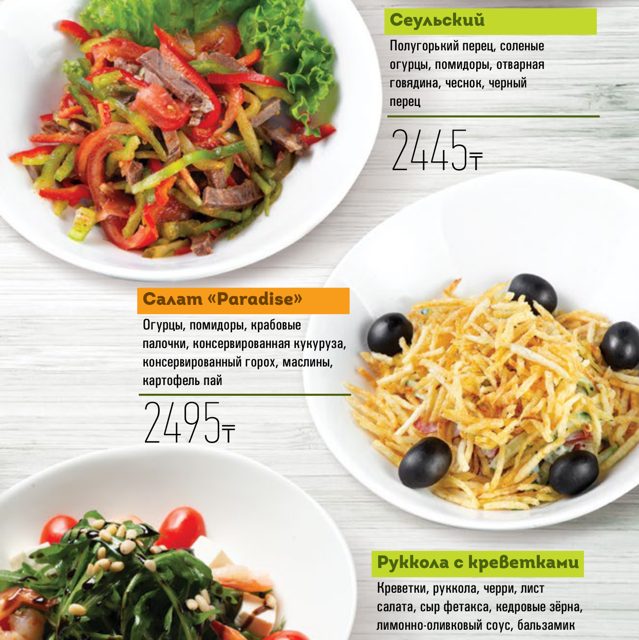 Сеульский
Полугорький перец, соленые
огурцы, помидоры, отварная
говядина, чеснок, черный
перец
2445₸
Салат «Paradise»
Огурцы, помидоры, крабовые
палочки, консервированная кукуруза,
консервированный горох, маслины,
картофель пай
2495₸
Руккола с креветками
Креветки, руккола, черри, лист
салата, сыр фетакса, кедровые зёрна,
лимонно-оливковый соус, бальзамик